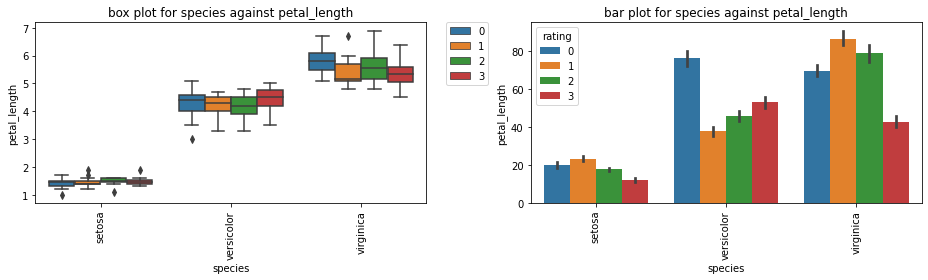 box plot for species against petal_length
petal_length
7
6
5
4
3
2
1
setosa
versicolor
virginica
species
0
1
2
3
bar plot for species against petal_length
petal_length
80
60
40
20
0
rating
0
1
2
3
setosa
versicolor
virginica
species